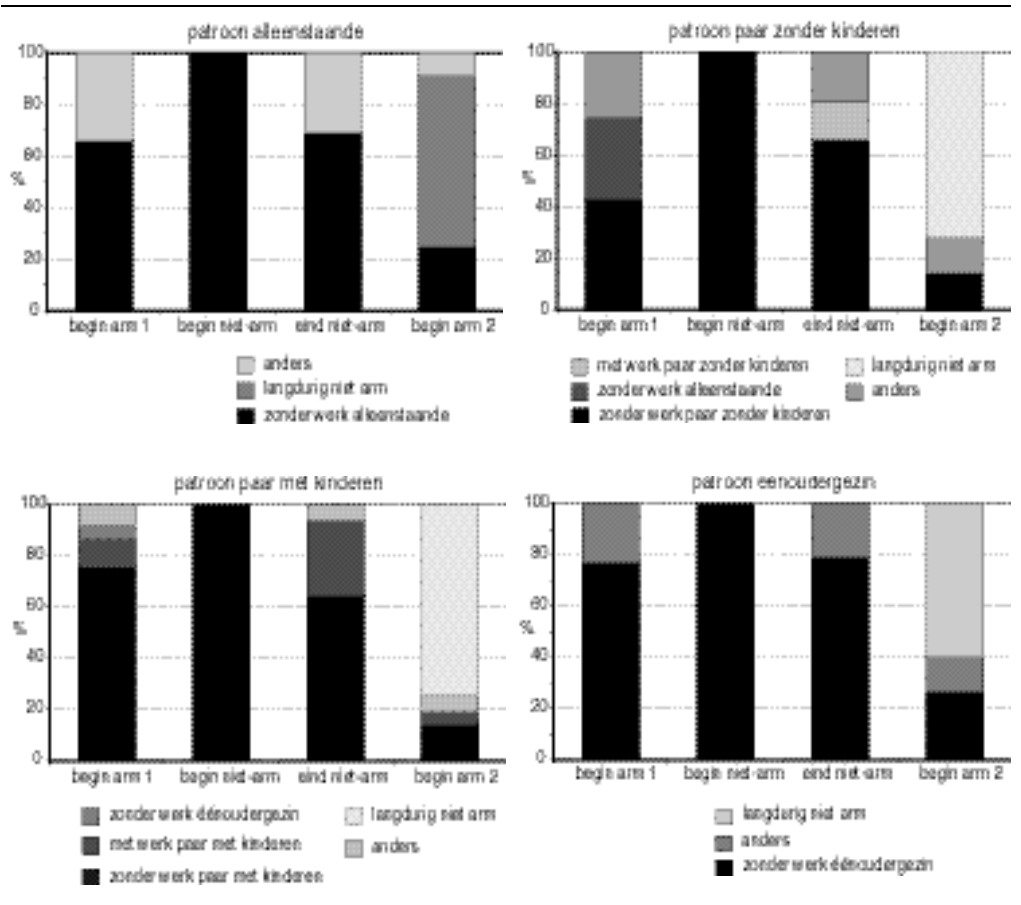 patroon alleenstaande
100
80
60
%
40
20
0
begin arm 1 begin niet-arm eind niet-arm begin arm 2
anders
langdurig niet arm
zonder werk alleenstaande
patroon paar zonder kinderen
100
80
60
%
40
20
0
begin arm 1 begin niet-arm eind niet-arm begin arm 2
met werk paar zonder kinderen langdurig niet arm
zonder werk alleenstaande anders
zonder werk paar zonder kinderen
patroon paar met kinderen
100
80
60
%
40
20
0
begin arm 1 begin niet-arm eind niet-arm begin arm 2
zonder werk éénoudergezin langdurig niet arm
met werk paar met kinderen anders
zonder werk paar met kinderen
patroon eenoudergezin
100
80
60
%
40
20
0
begin arm 1 begin niet-arm eind niet-arm begin arm 2
langdurig niet arm
anders
zonder werk éénoudergezin